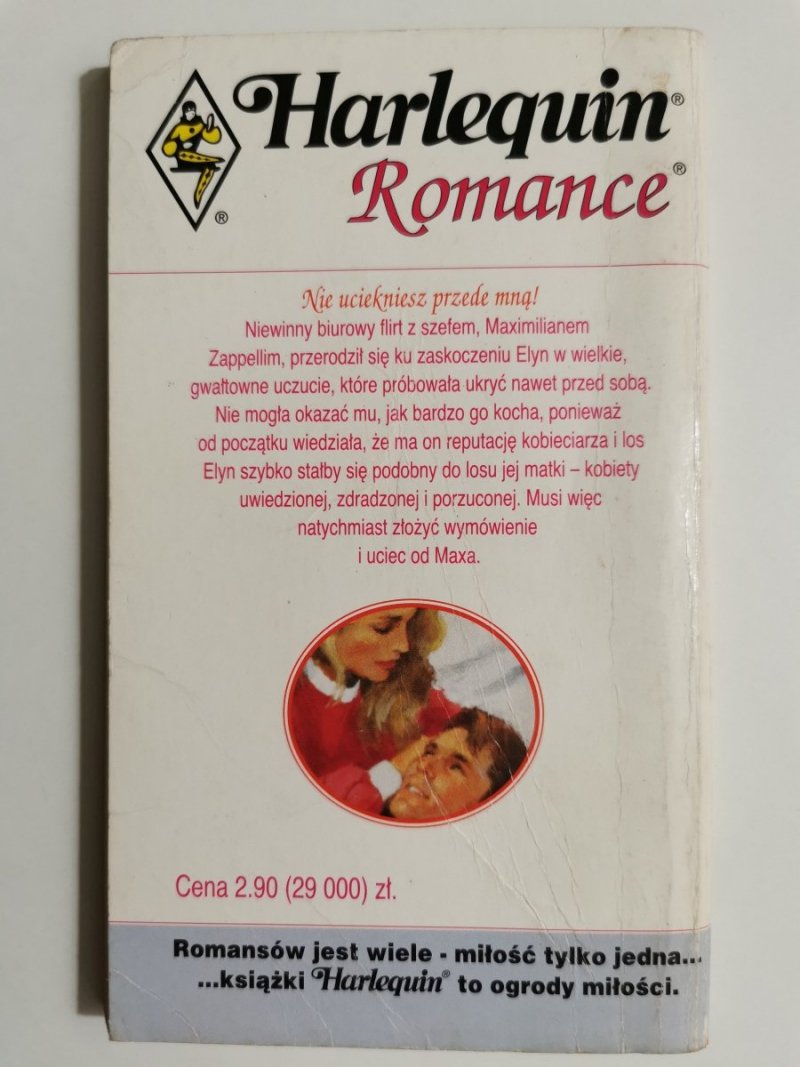 Harlequin®
Romance®
®
Nie uciekniesz przede mną!
Niewinny biurowy flirt z szefem, Maximilianem
Zappellim, przerodził się ku zaskoczeniu Elyn w wielkie,
gwałtowne uczucie, które próbowała ukryć nawet przed sobą.
Nie mogła okazać mu, jak bardzo go kocha, ponieważ
od początku wiedziała, że ma on reputację kobieciarza i los
Elyn szybko stałby się podobny do losu jej matki – kobiety
uwiedzionej, zdradzonej i porzuconej. Musi więc
natychmiast złożyć wymówienie
i uciec od Maxa.
Cena 2.90 (29 000) zł.
Romansów jest wiele - miłość tylko jedna...
...książki Harlequin® to ogrody miłości.